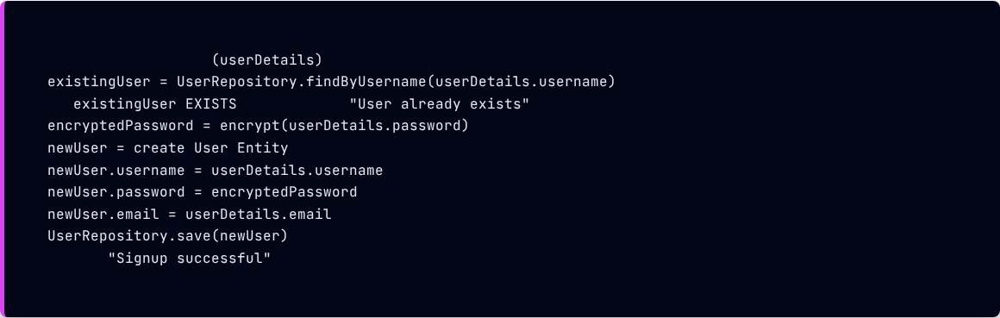 (userDetails)
existingUser = UserRepository.findByUsername(userDetails.username)
existingUser EXISTS "User already exists"
encryptedPassword = encrypt(userDetails.password)
newUser = create User Entity
newUser.username = userDetails.username
newUser.password = encryptedPassword
newUser.email = userDetails.email
UserRepository.save(newUser)
"Signup successful"